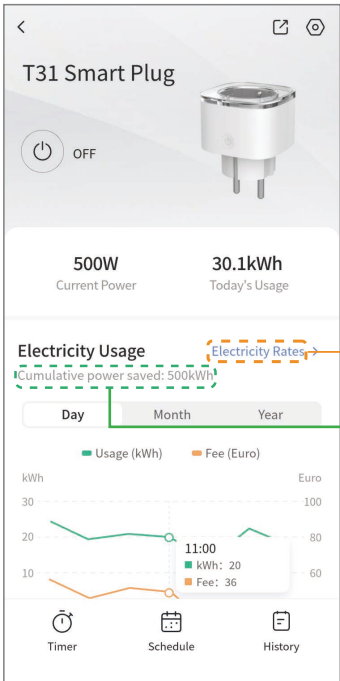 T31 Smart Plug
OFF
500W 30.1kWh
Current Power Today's Usage
Electricity Usage Electricity Rates >
Cumulative power saved: 500kWh
Day Month Year
Usage (kWh) Fee (Euro)
kWh Euro
30 100
20 80
10 60
11:00
kWh: 20
Fee: 36
Timer Schedule History